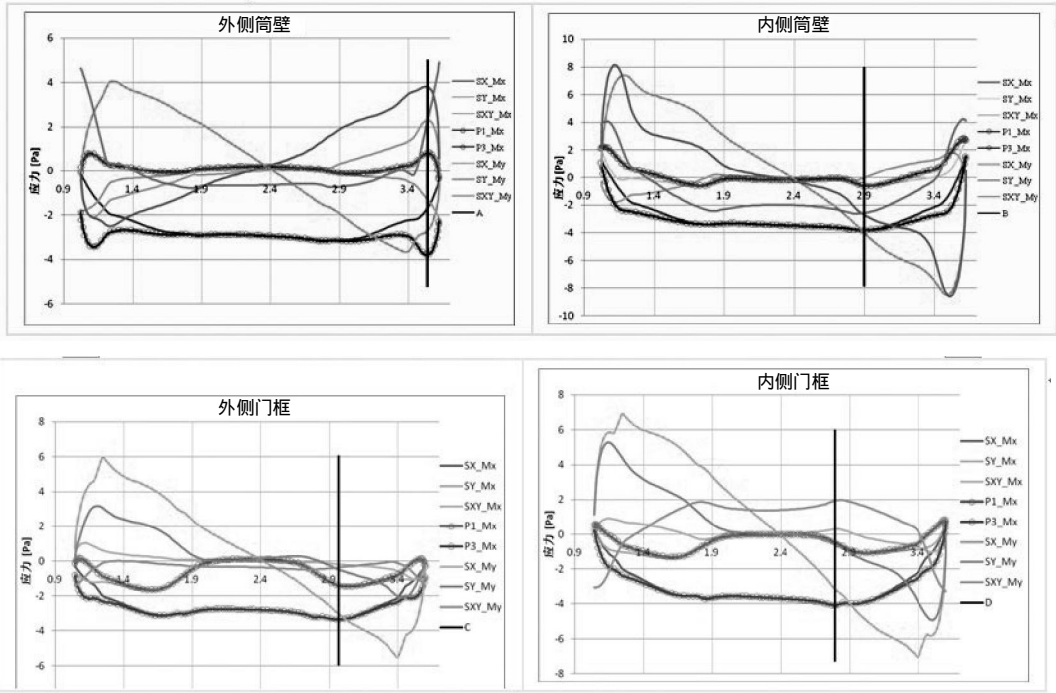 外侧筒壁
应力 [Pa]
6
4
2
0
-2
-4
-6
0.9
1.4
1.9
2.4
2.9
3.4
SX_Mx
SY_Mx
SXY_Mx
P1_Mx
P3_Mx
SX_My
SY_My
SXY_My
A
内侧筒壁
应力 [Pa]
10
8
6
4
2
0
-2
-4
-6
-8
-10
0.9
1.4
1.9
2.4
2.9
3.4
SX_Mx
SY_Mx
SXY_Mx
P1_Mx
P3_Mx
SX_My
SY_My
SXY_My
B
外侧门框
应力 [Pa]
8
6
4
2
0
-2
-4
-6
0.9
1.4
1.9
2.4
2.9
3.4
SX_Mx
SY_Mx
SXY_Mx
P1_Mx
P3_Mx
SX_My
SY_My
SXY_My
C
内侧门框
应力 [Pa]
8
6
4
2
0
-2
-4
-6
-8
0.9
1.4
1.9
2.4
2.9
3.4
SX_Mx
SY_Mx
SXY_Mx
P1_Mx
P3_Mx
SX_My
SY_My
SXY_My
D